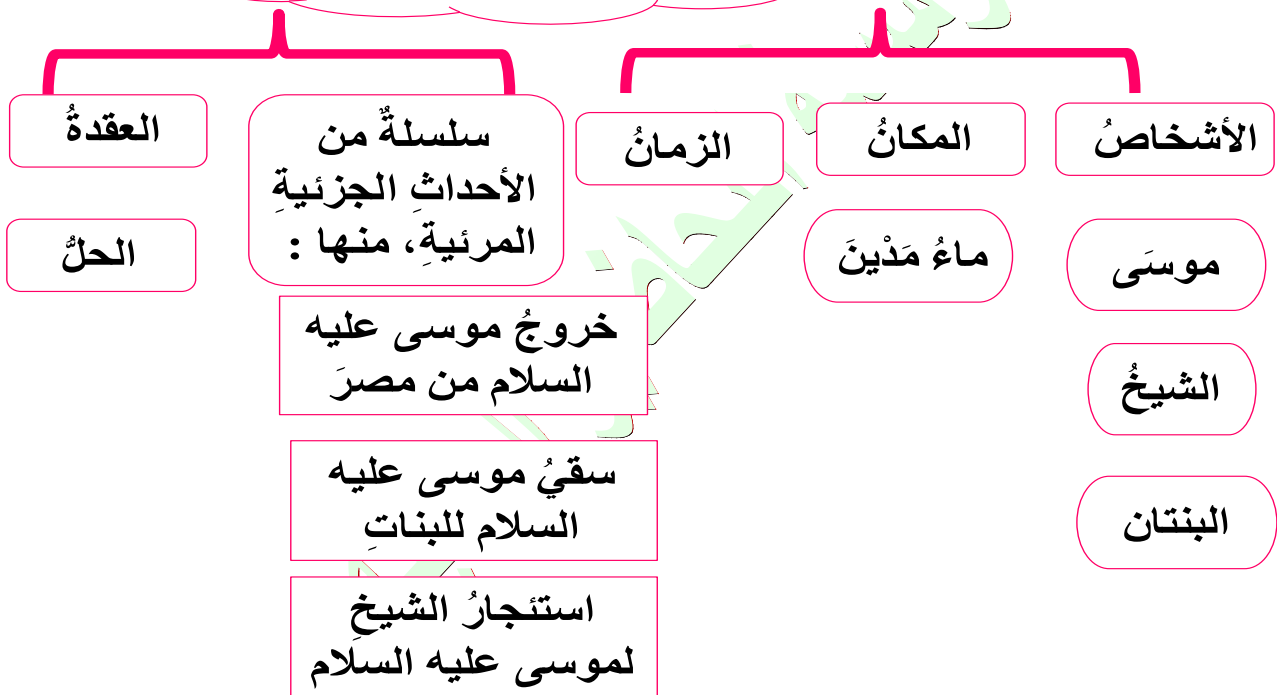 الأشخاصُ
المكانُ
الزمانُ
سلسلةٌ من
الأحداثِ الجزئيةِ
المرئيةِ، منها :
العقدةُ
موسَى
ماءُ مَدْينَ
الحلُّ
خروجُ موسى عليه
السلام من مصرَ
الشيخُ
سقيُ موسى عليه
السلام للبناتِ
البنتان
استئجارُ الشيخِ
لموسى عليه السلام